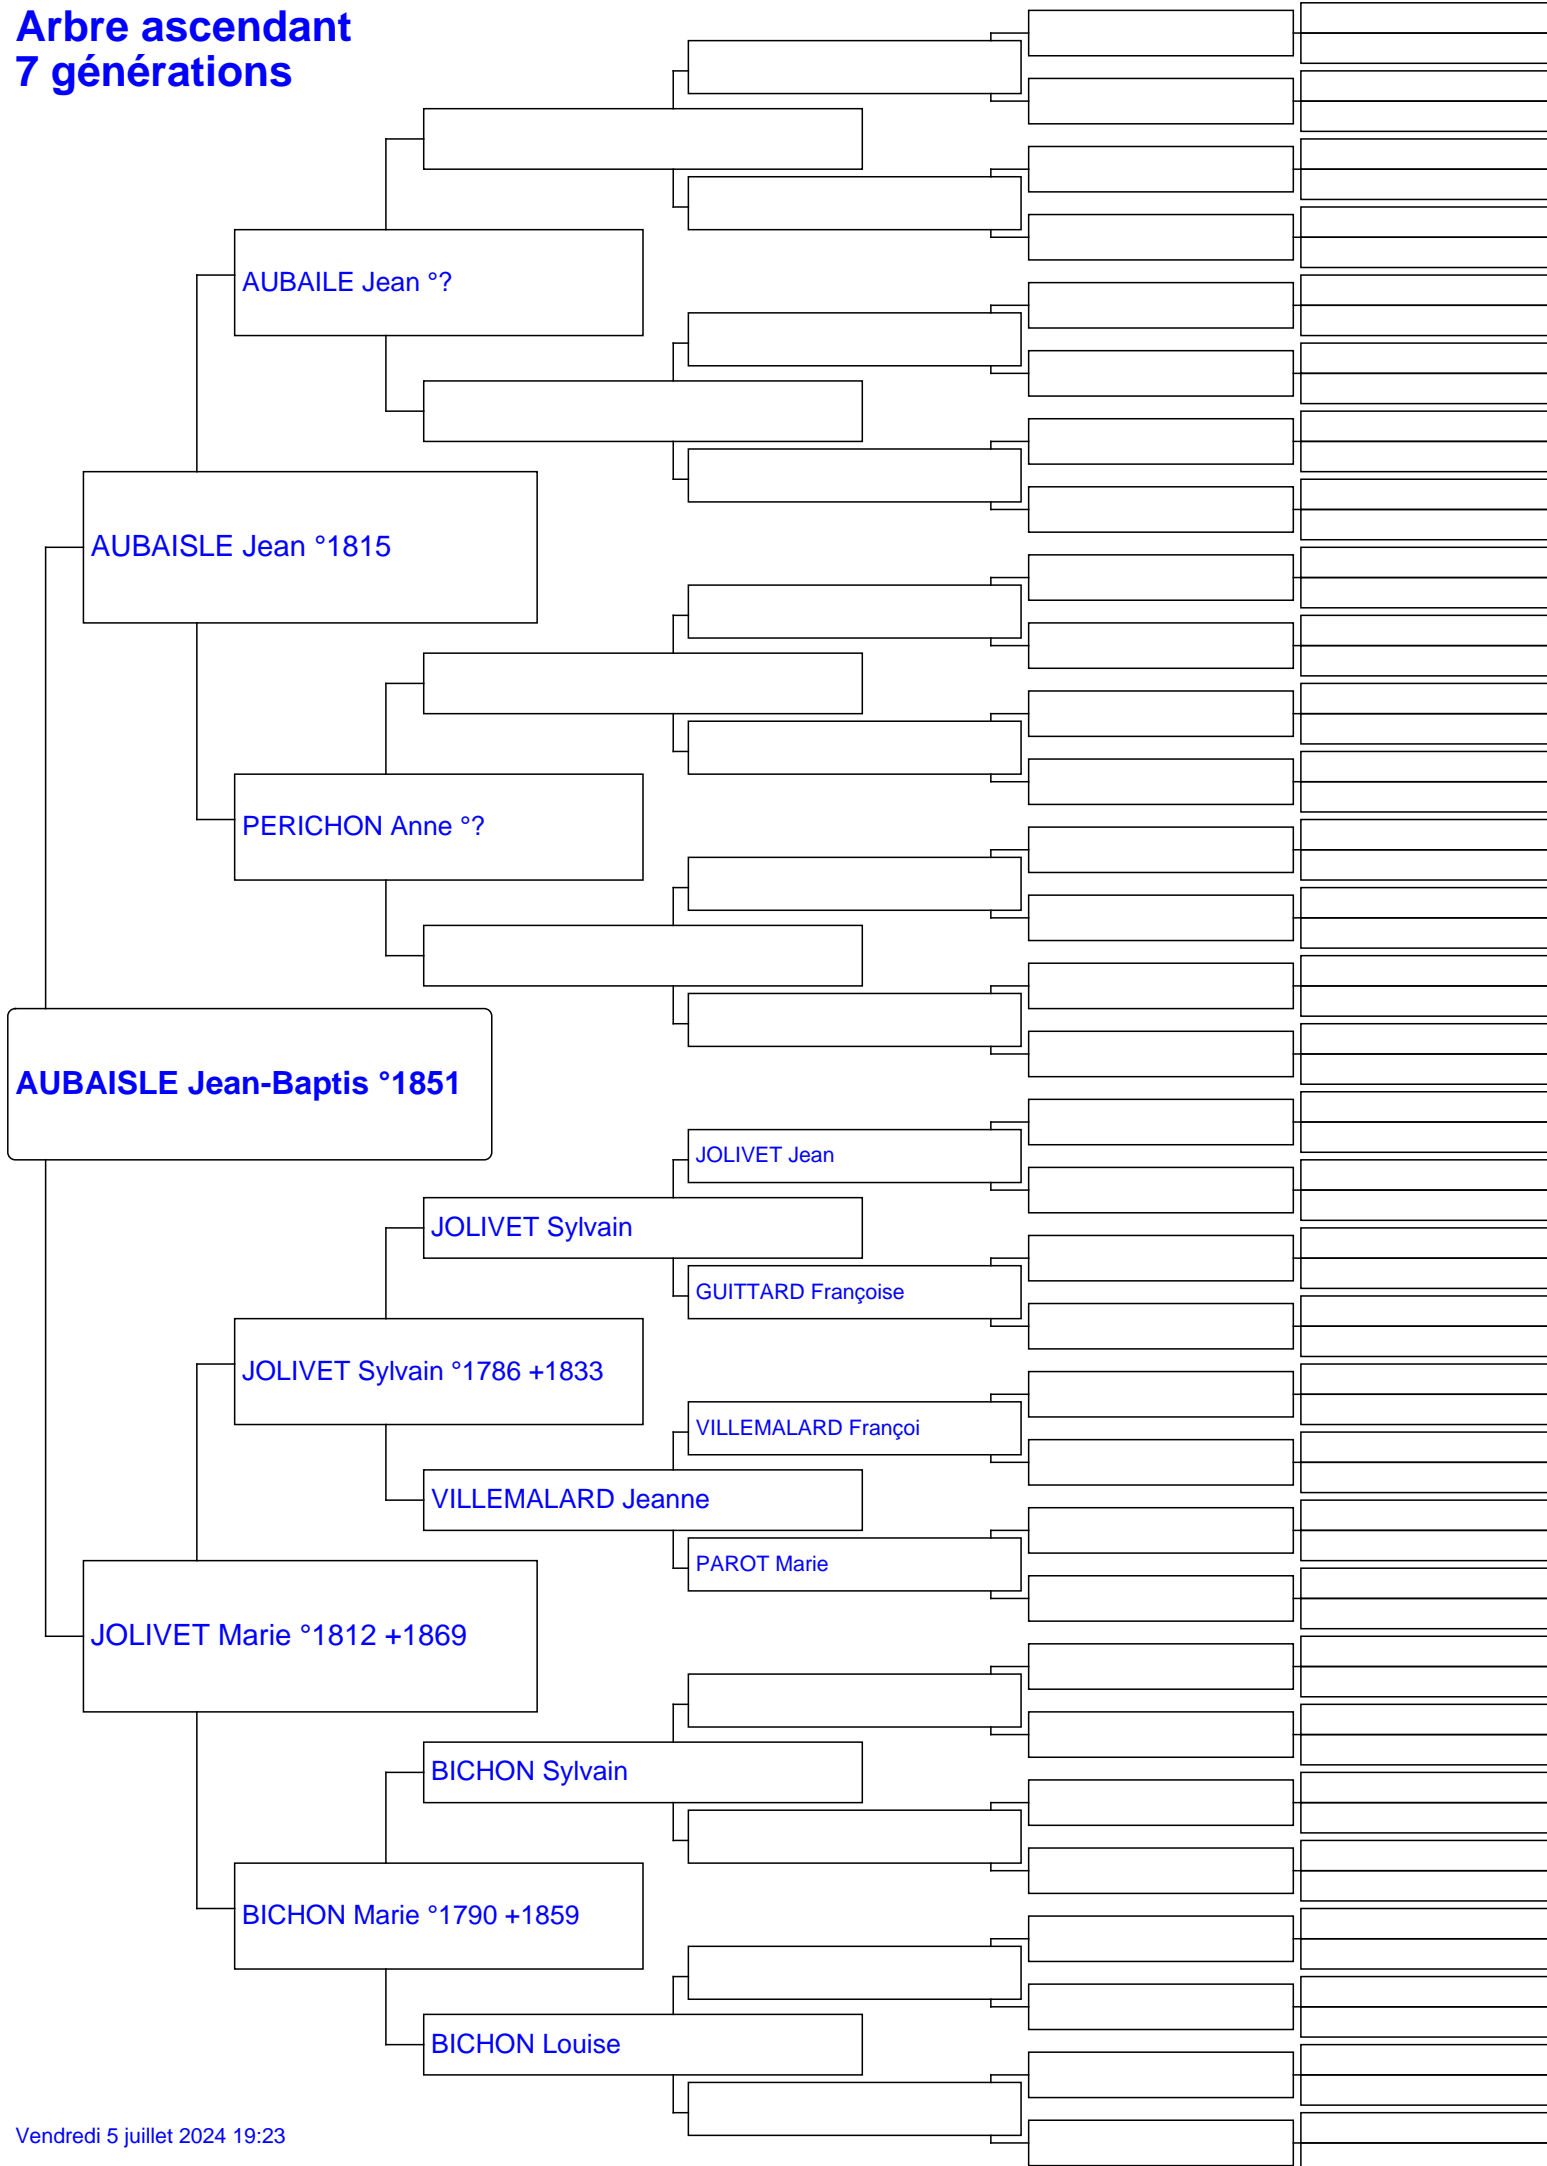 Arbre ascendant
7 générations
AUBAILE Jean °?
AUBAISLE Jean °1815
PERICHON Anne °?
AUBAISLE Jean-Baptis °1851
JOLIVET Jean
JOLIVET Sylvain
GUITTARD Françoise
JOLIVET Sylvain °1786 +1833
VILLEMALARD Françoi
VILLEMALARD Jeanne
PAROT Marie
JOLIVET Marie °1812 +1869
BICHON Sylvain
BICHON Marie °1790 +1859
BICHON Louise
Vendredi 5 juillet 2024 19:23